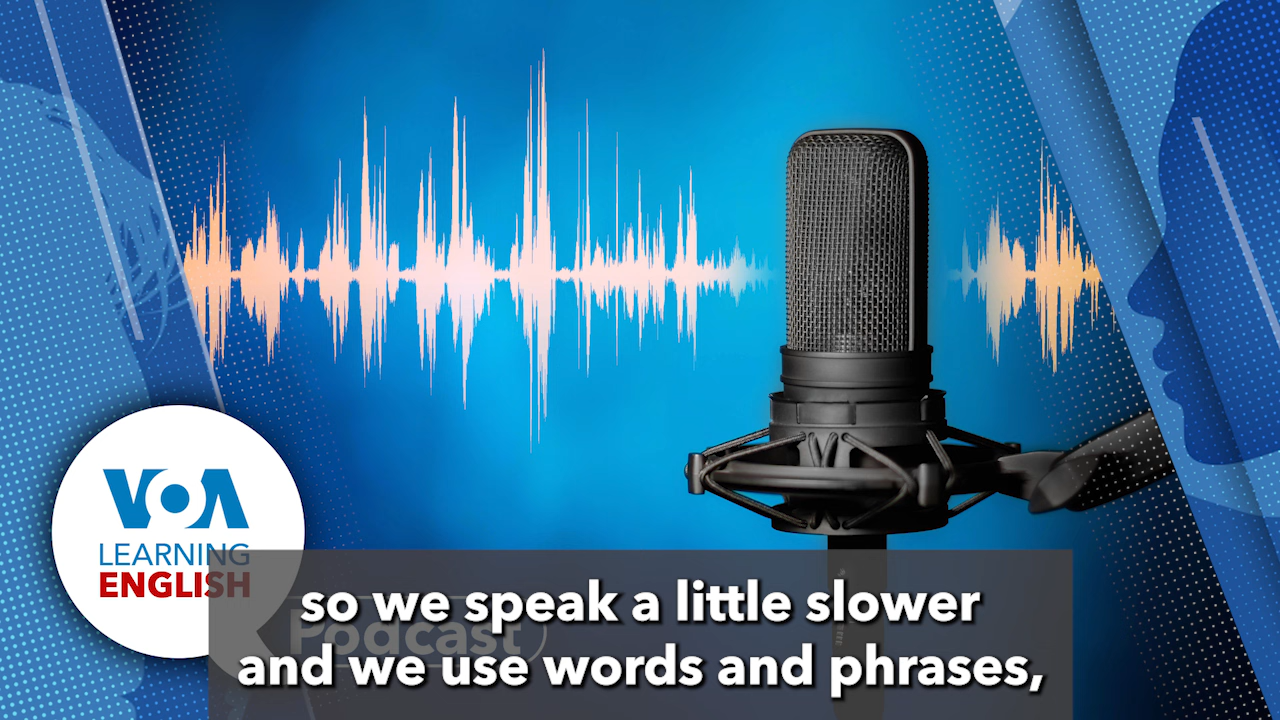 VOA
LEARNING
ENGLISH
Podcast
so we speak a little slower
and we use words and phrases,